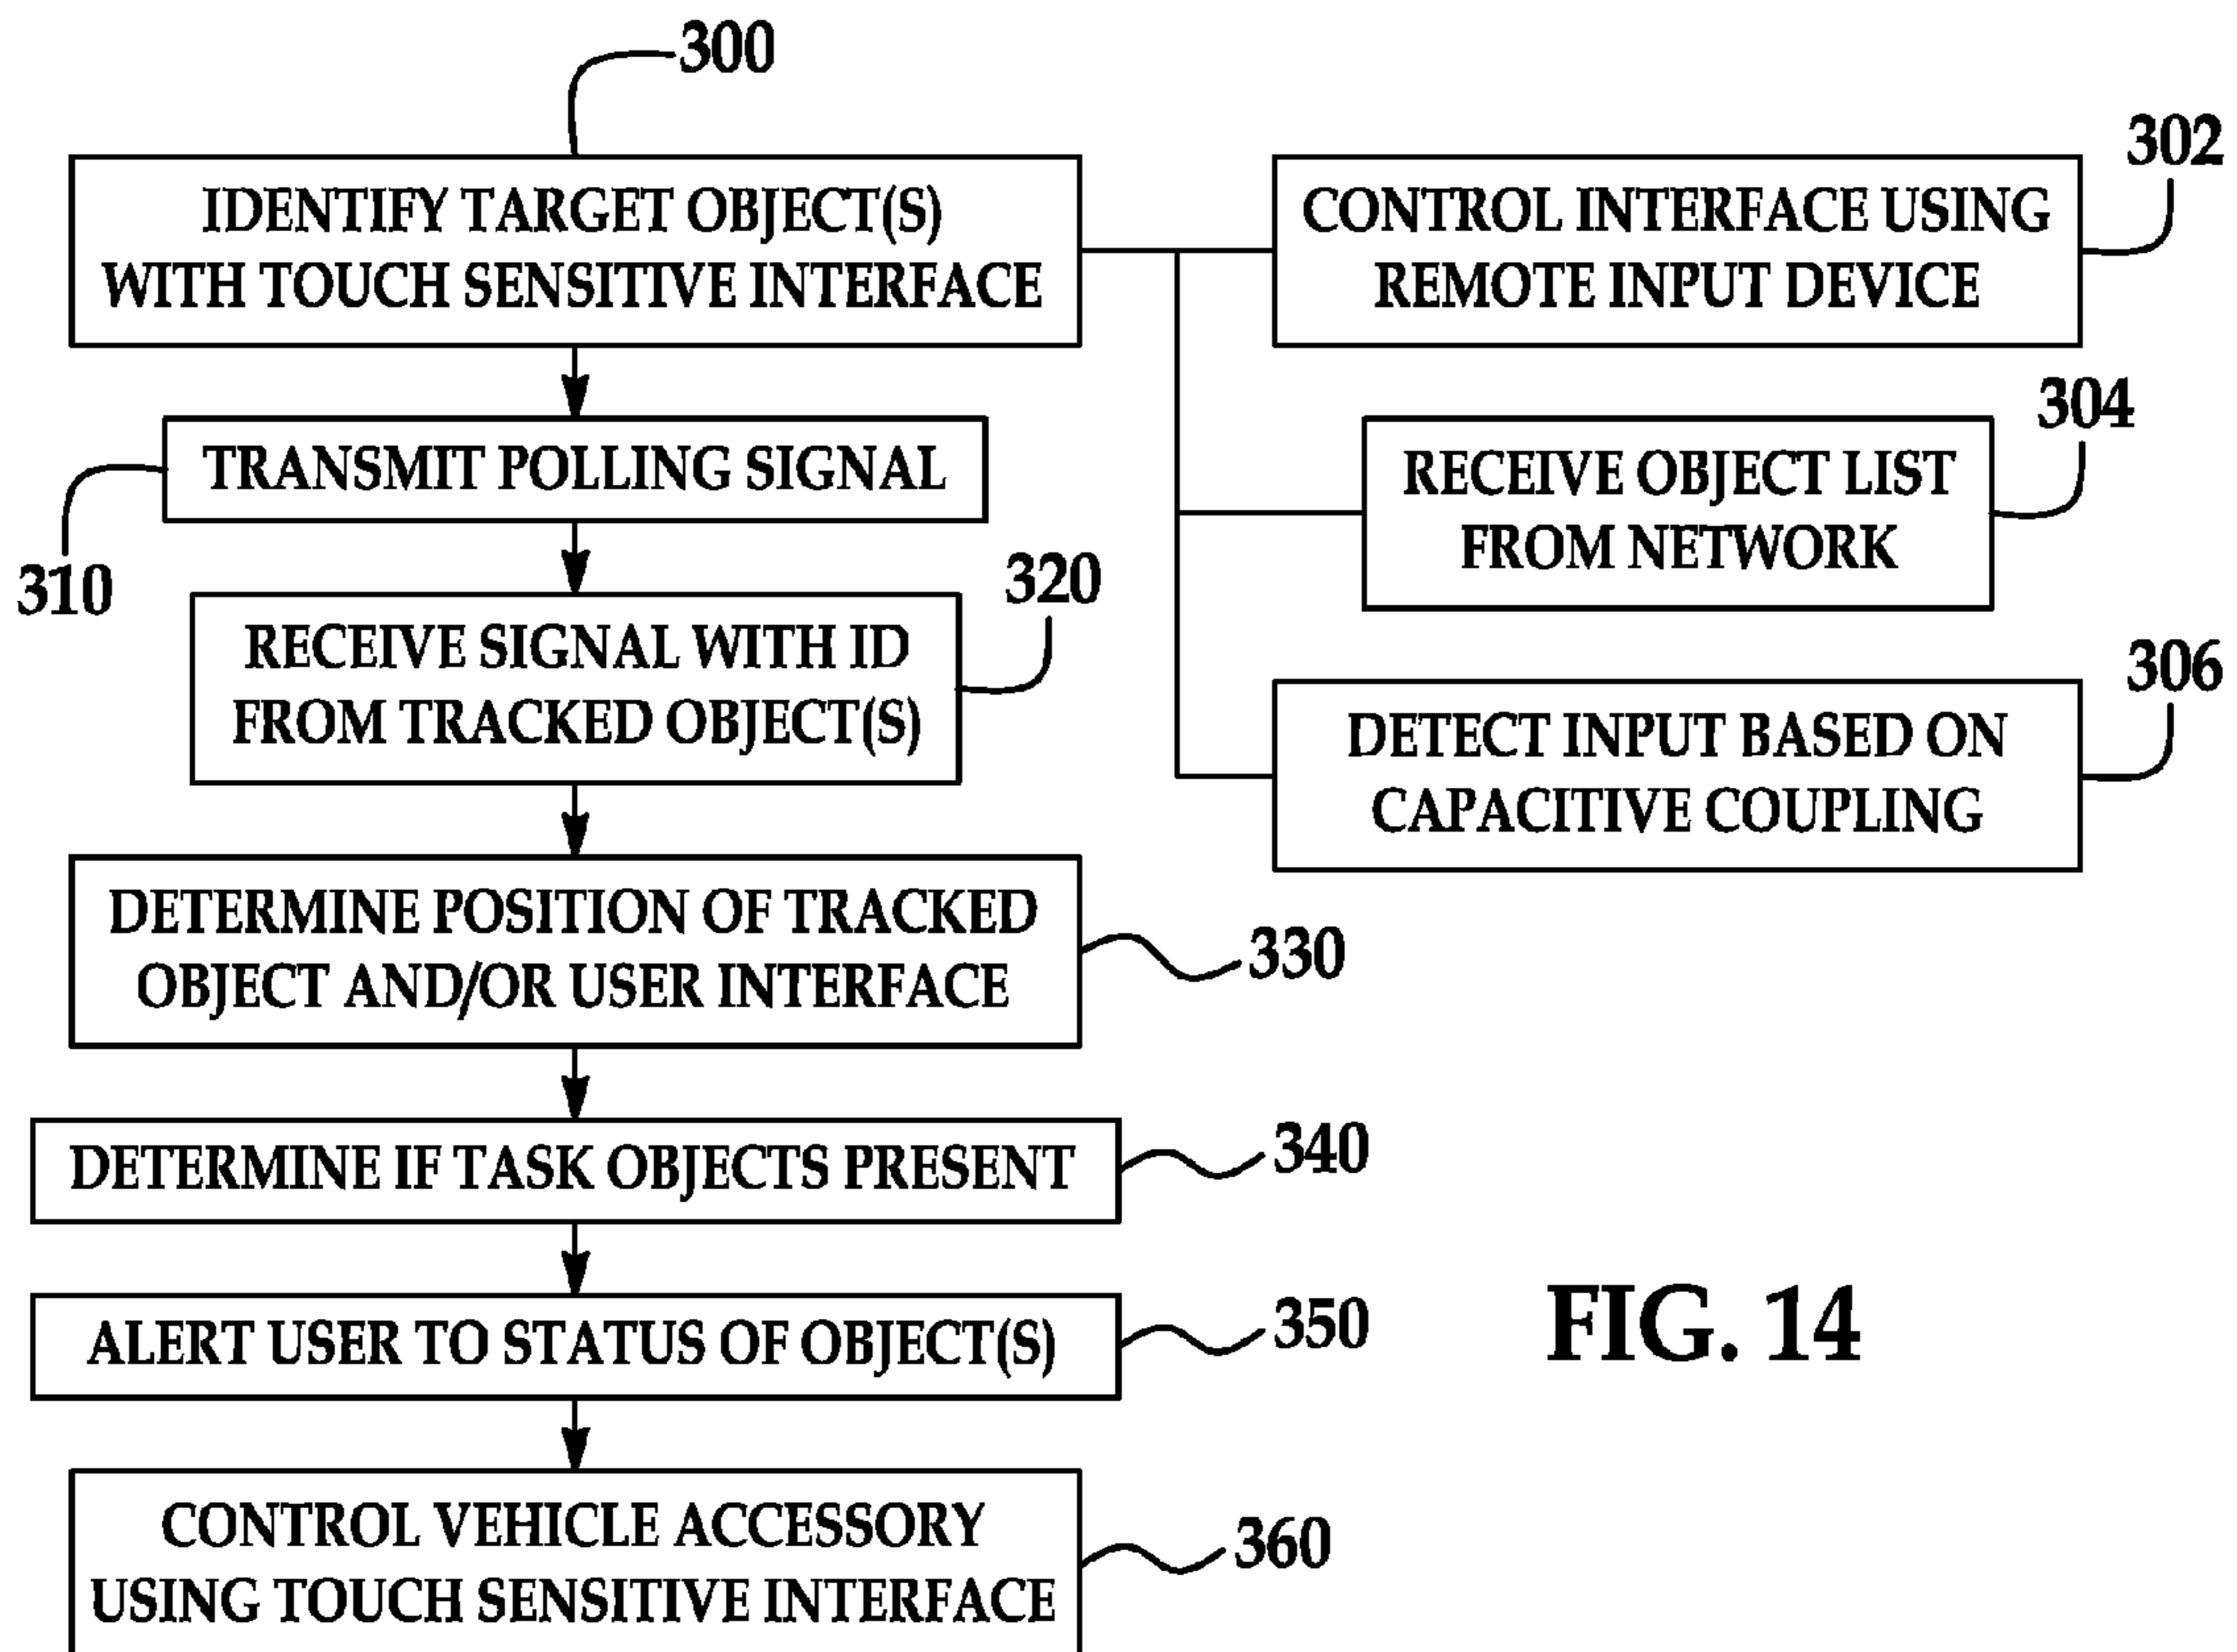 300
IDENTIFY TARGET OBJECT(S)
WITH TOUCH SENSITIVE INTERFACE
302
CONTROL INTERFACE USING
REMOTE INPUT DEVICE
304
RECEIVE OBJECT LIST
FROM NETWORK
306
DETECT INPUT BASED ON
CAPACITIVE COUPLING
310
TRANSMIT POLLING SIGNAL
320
RECEIVE SIGNAL WITH ID
FROM TRACKED OBJECT(S)
DETERMINE POSITION OF TRACKED
OBJECT AND/OR USER INTERFACE
330
DETERMINE IF TASK OBJECTS PRESENT
340
ALERT USER TO STATUS OF OBJECT(S)
350
CONTROL VEHICLE ACCESSORY
USING TOUCH SENSITIVE INTERFACE
360
FIG. 14